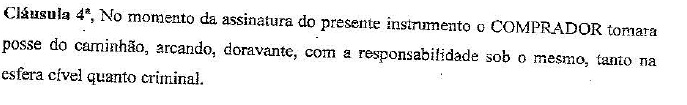 Cláusula 4ª, No momento da assinatura do presente instrumento o COMPRADOR tomara
posse do caminhão, arcando, doravante, com a responsabilidade sob o mesmo, tanto na
esfera cível quanto criminal.